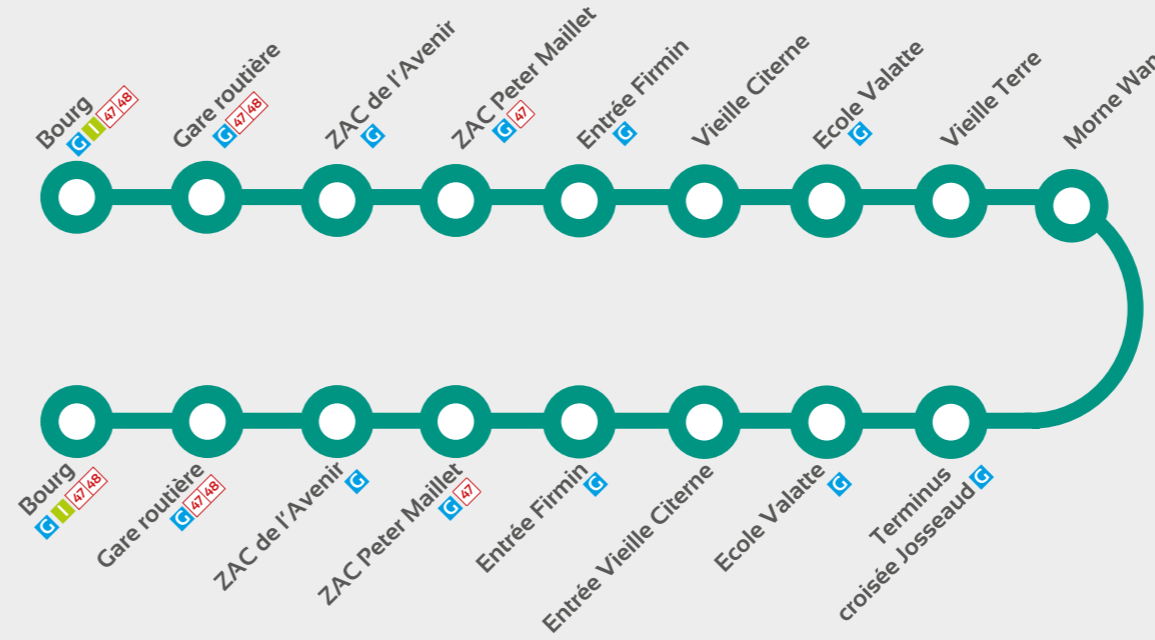 Bourg
G I 47 48
Gare routière
G 47 48
ZAC de l'Avenir
G
ZAC Peter Maillet
G 47
Entrée Firmin
G
Vieille Citerne
Ecole Valatte
G
Vieille Terre
Morne
Bourg
G I 47 48
Gare routière
G 47 48
ZAC de l'Avenir
G
ZAC Peter Maillet
G 47
Entrée Firmin
G
Entrée Vieille Citerne
Ecole Valatte
G
Terminus
croisée Josseaud G